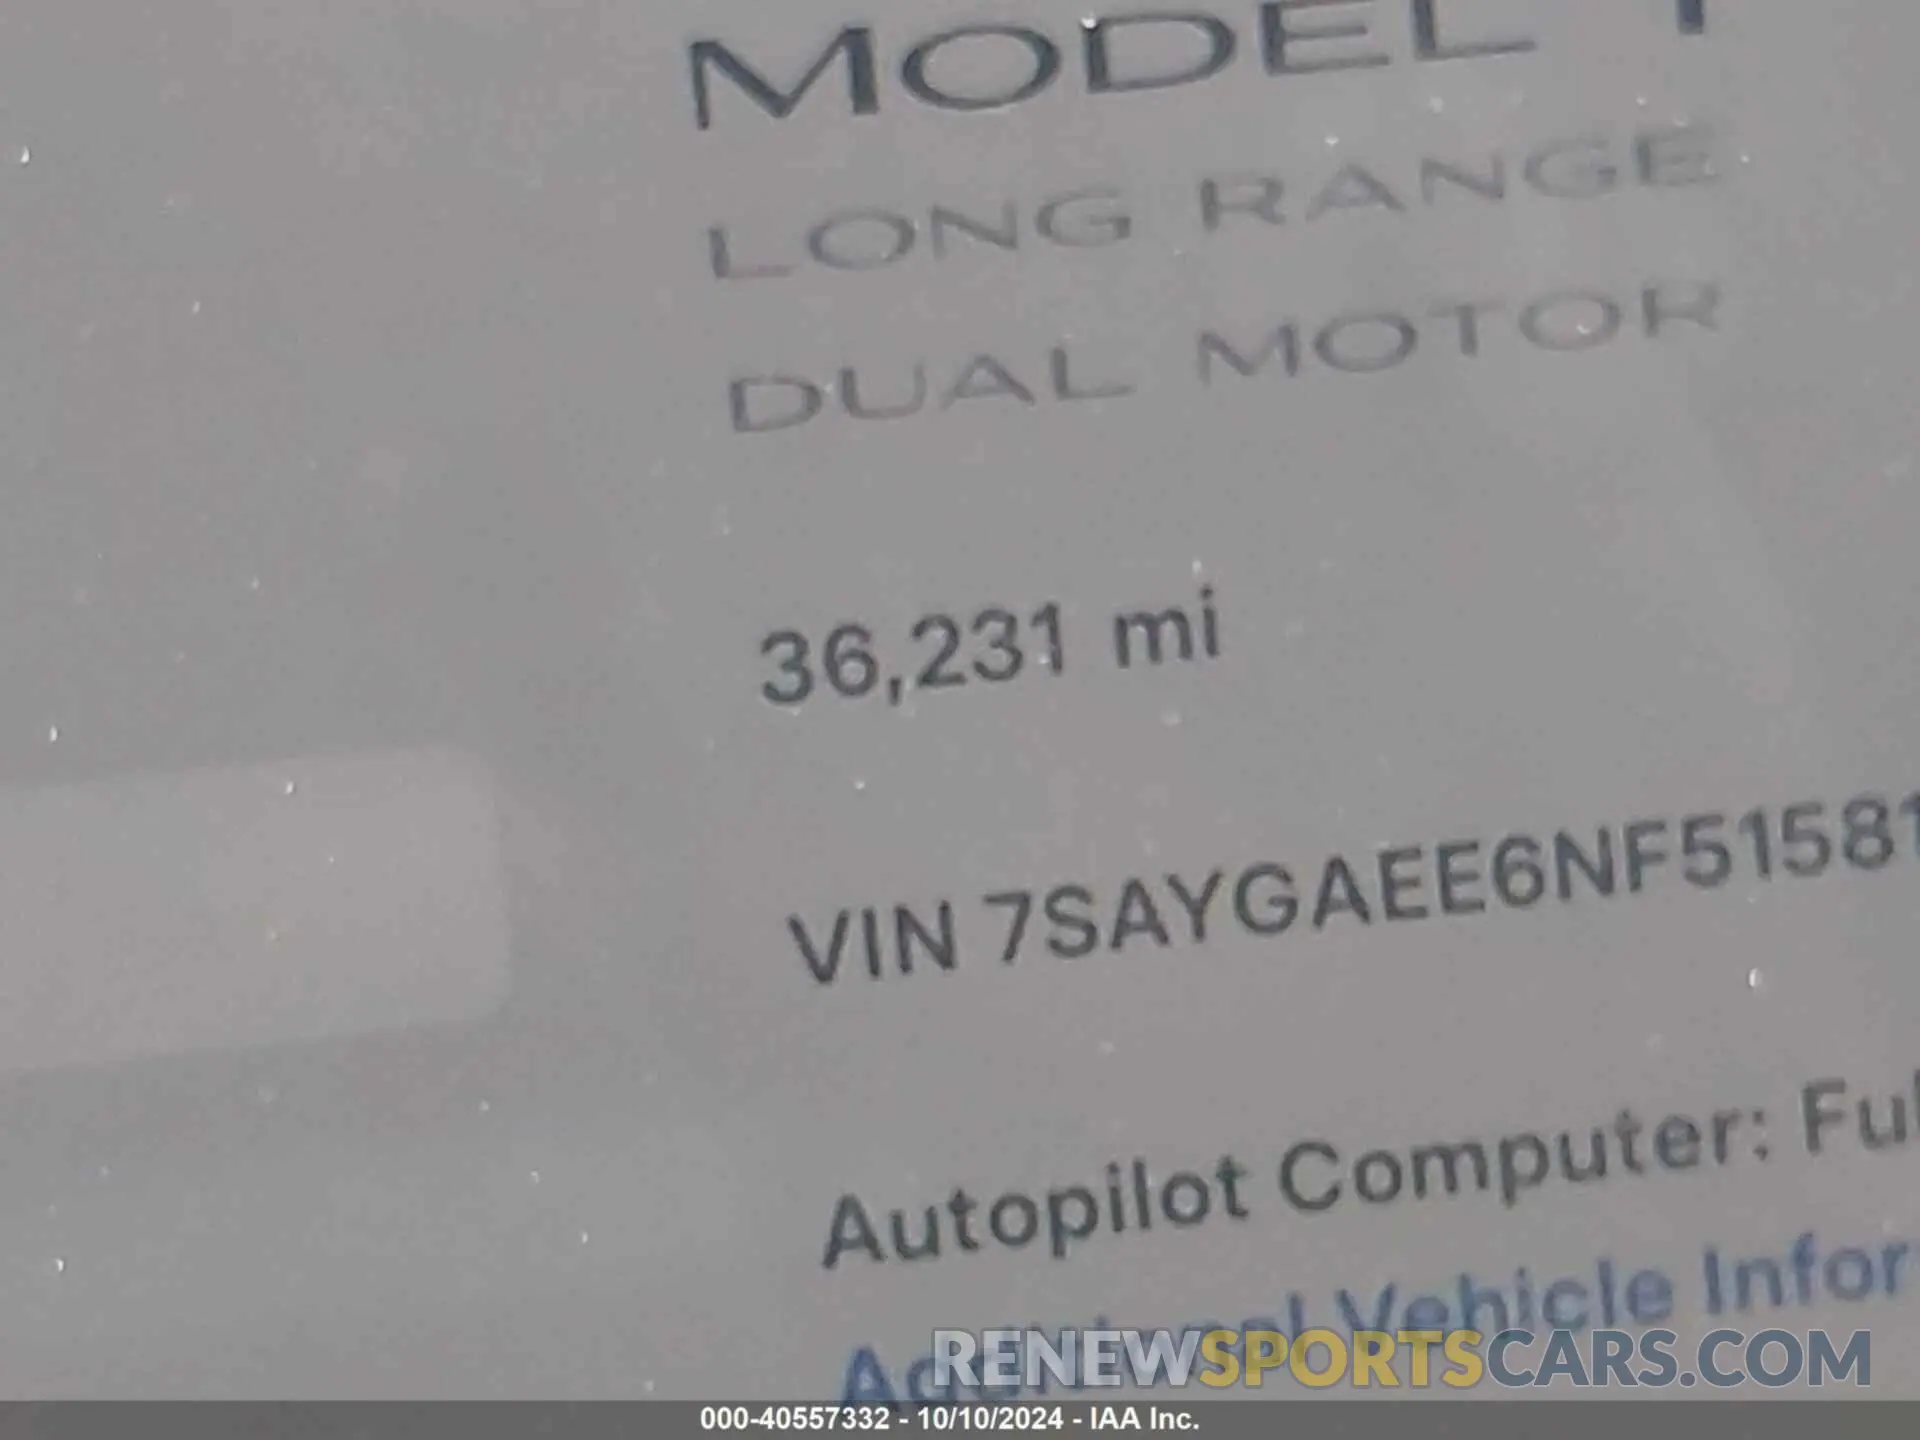 MODEL
LONG RANGE
DUAL MOTOR
36,231 mi
VIN 7SAYGAEE6NF51581
Autopilot Computer: Ful
Additional Vehicle Infor
RENEWSPORTSCARS.COM
000-40557332 - 10/10/2024 - IAA Inc.